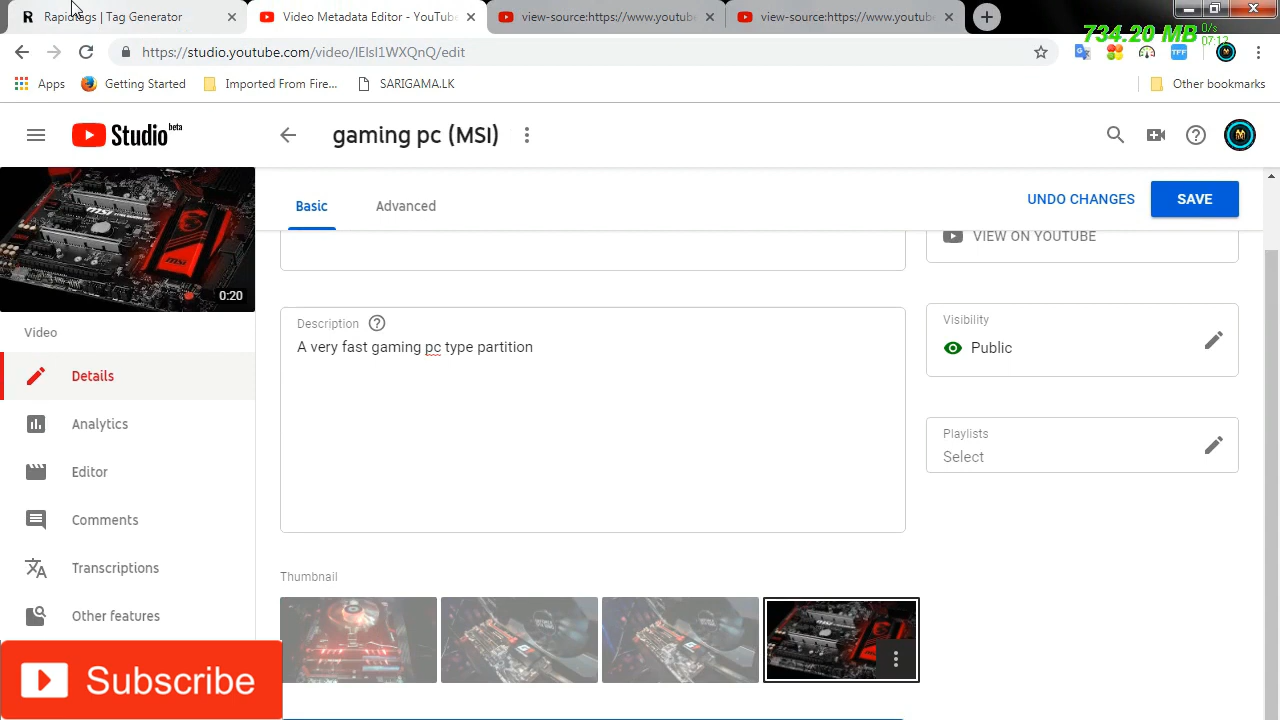 Rapidtags | Tag Generator
Video Metadata Editor - YouTube
view-source:https://www.youtube
view-source:https://www.youtube
734.20 MB
0/s
07:12
https://studio.youtube.com/video/lElsl1WXQnQ/edit
Apps
Getting Started
Imported From Fire...
SARIGAMA.LK
Other bookmarks
Studio beta
gaming pc (MSI)
Basic
Advanced
UNDO CHANGES
SAVE
VIEW ON YOUTUBE
0:20
Video
Details
Analytics
Editor
Comments
Transcriptions
Other features
Description
A very fast gaming pc type partition
Visibility
Public
Playlists
Select
Thumbnail
Subscribe